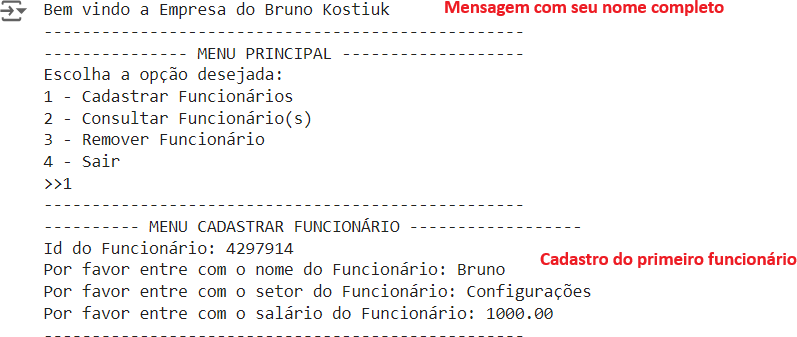 Bem vindo a Empresa do Bruno Kostiuk
Mensagem com seu nome completo
--------------------------------------------------
--------------- MENU PRINCIPAL -------------------
Escolha a opção desejada:
1 - Cadastrar Funcionários
2 - Consultar Funcionário(s)
3 - Remover Funcionário
4 - Sair
>>1
--------------------------------------------------
---------- MENU CADASTRAR FUNCIONÁRIO ------------------
Id do Funcionário: 4297914
Por favor entre com o nome do Funcionário: Bruno
Cadastro do primeiro funcionário
Por favor entre com o setor do Funcionário: Configurações
Por favor entre com o salário do Funcionário: 1000.00
--------------------------------------------------